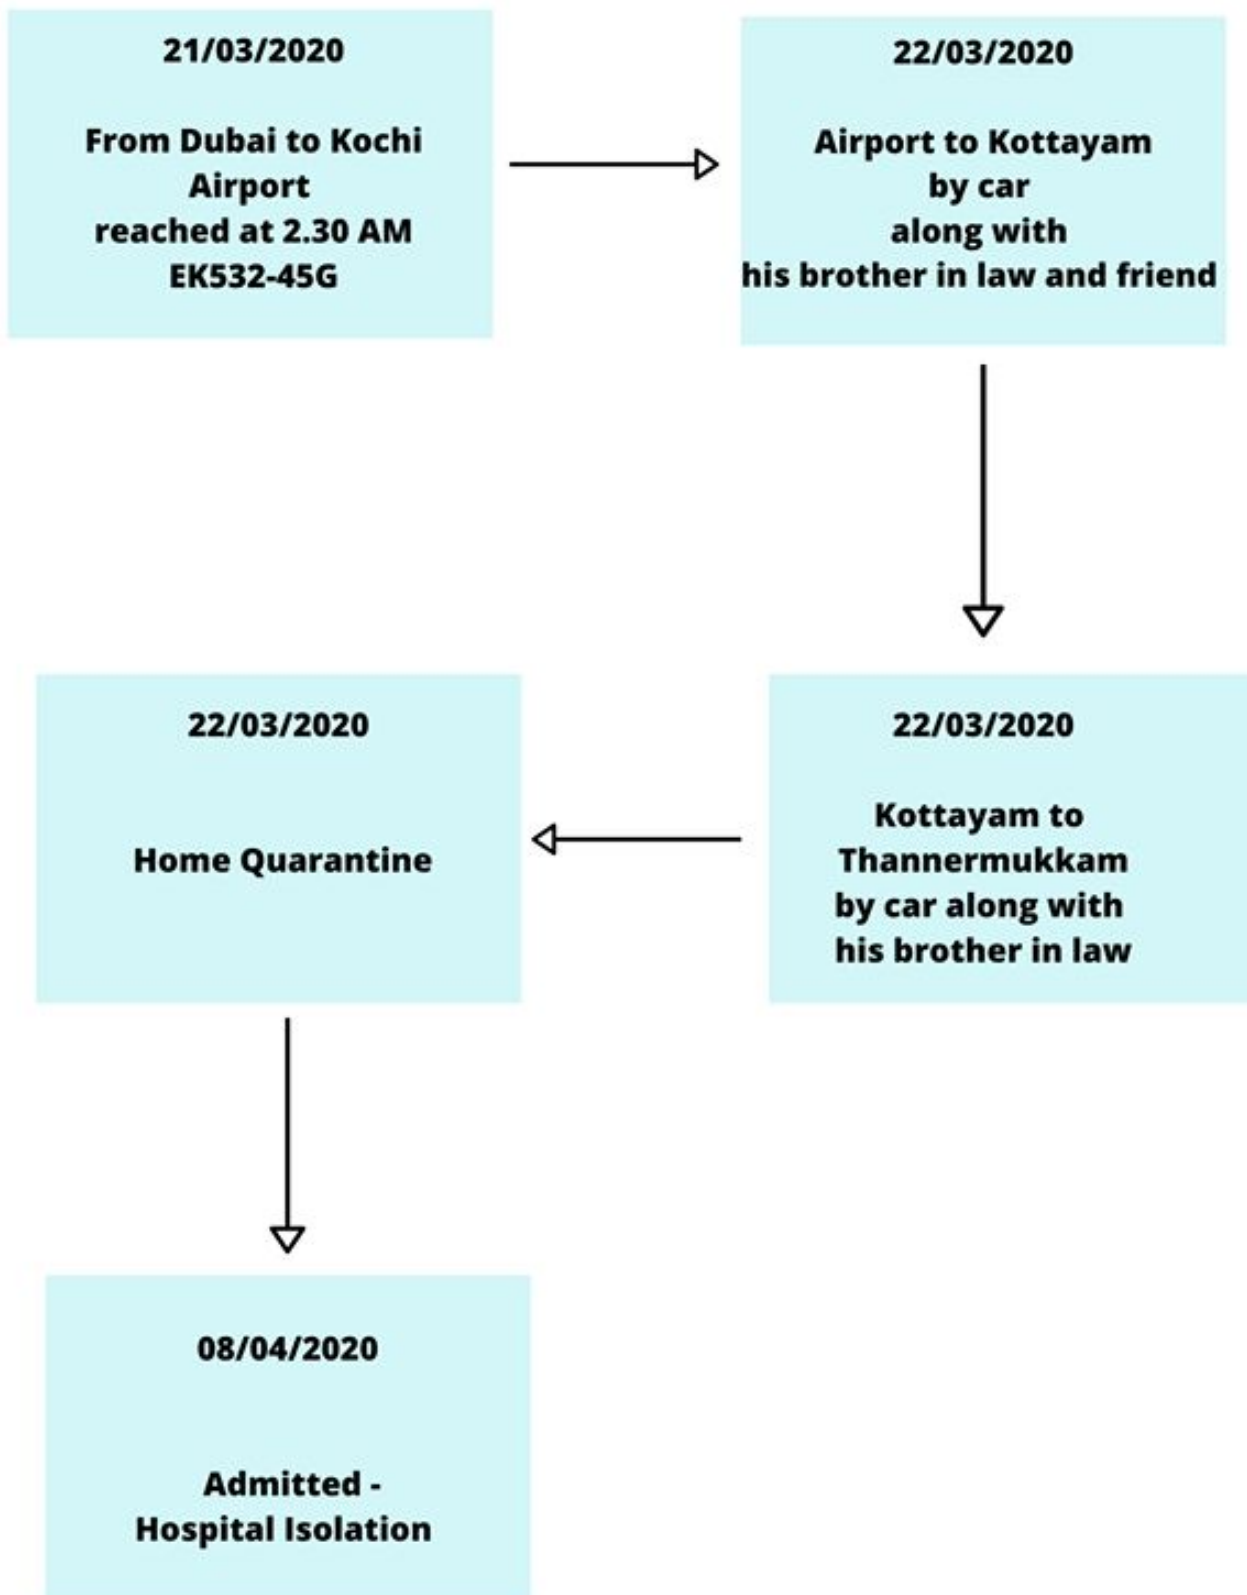 21/03/2020
From Dubai to Kochi
Airport
reached at 2.30 AM
EK532-45G
22/03/2020
Airport to Kottayam
by car
along with
his brother in law and friend
22/03/2020
Kottayam to
Thannermukkam
by car along with
his brother in law
22/03/2020
Home Quarantine
08/04/2020
Admitted -
Hospital Isolation